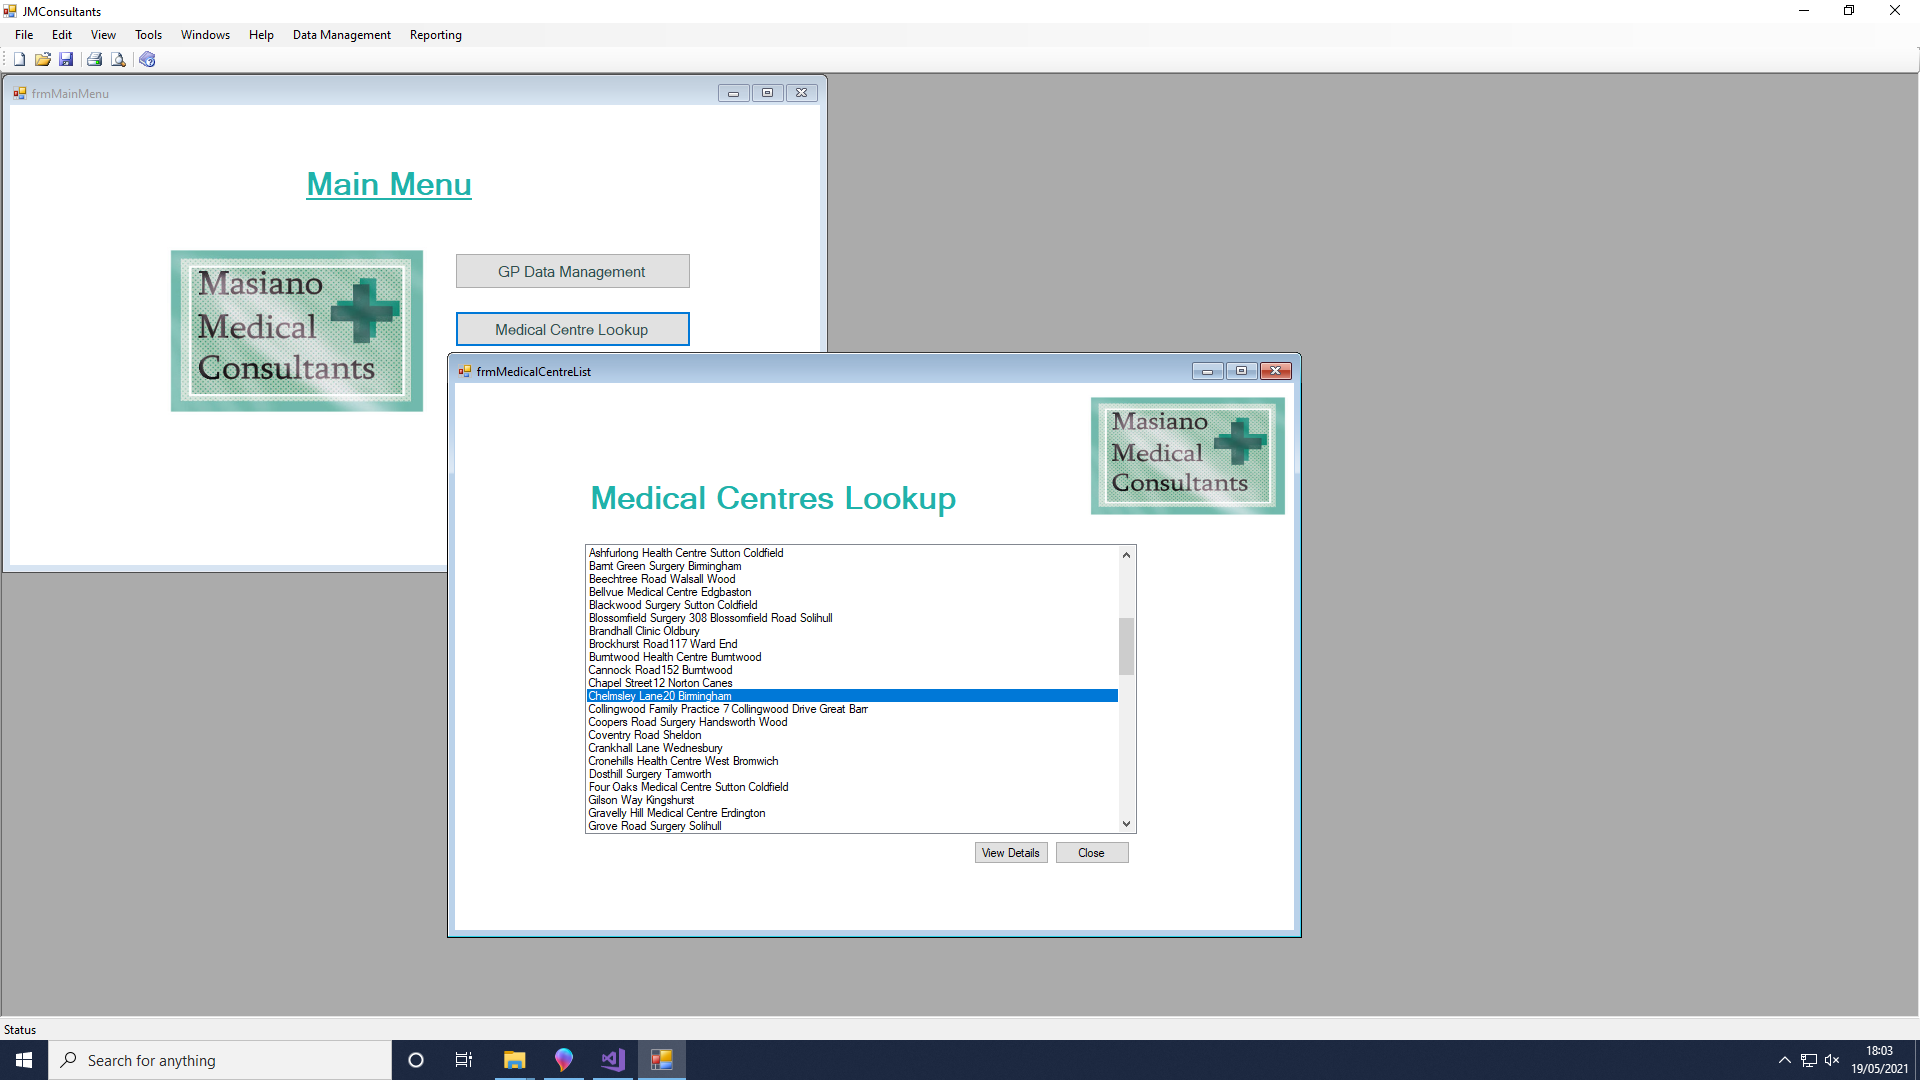 JMConsultants
File Edit View Tools Windows Help Data Management Reporting
frmMainMenu
Main Menu
Masiano
Medical
Consultants
GP Data Management
Medical Centre Lookup
frmMedicalCentreList
Masiano
Medical
Consultants
Medical Centres Lookup
Ashfurlong Health Centre Sutton Coldfield
Barnt Green Surgery Birmingham
Beechtree Road Walsall Wood
Bellvue Medical Centre Edgbaston
Blackwood Surgery Sutton Coldfield
Blossomfield Surgery 308 Blossomfield Road Solihull
Brandhall Clinic Oldbury
Brockhurst Road117 Ward End
Burntwood Health Centre Burntwood
Cannock Road152 Burntwood
Chapel Street12 Norton Canes
Chelmsley Lane20 Birmingham
Collingwood Family Practice 7 Collingwood Drive Great Barr
Coopers Road Surgery Handsworth Wood
Coventry Road Sheldon
Crankhall Lane Wednesbury
Cronehills Health Centre West Bromwich
Dosthill Surgery Tamworth
Four Oaks Medical Centre Sutton Coldfield
Gilson Way Kingshurst
Gravelly Hill Medical Centre Erdington
Grove Road Surgery Solihull
View Details Close
Status
Search for anything
18:03
19/05/2021